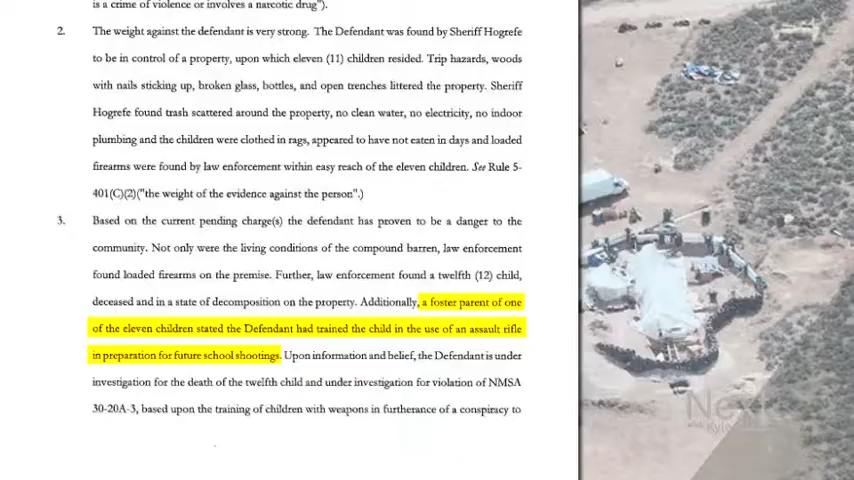 is a crime of violence or involves a narcotic drug").
2. The weight against the defendant is very strong. The Defendant was found by Sheriff Hogrefe
to be in control of a property, upon which eleven (11) children resided. Trip hazards, woods
with nails sticking up, broken glass, bottles, and open trenches littered the property. Sheriff
Hogrefe found trash scattered around the property, no clean water, no electricity, no indoor
plumbing and the children were clothed in rags, appeared to have not eaten in days and loaded
firearms were found by law enforcement within easy reach of the eleven children. See Rule 5-
401(C)(2)("the weight of the evidence against the person".)
3. Based on the current pending charge(s) the defendant has proven to be a danger to the
community. Not only were the living conditions of the compound barren, law enforcement
found loaded firearms on the premise. Further, law enforcement found a twelfth (12) child,
deceased and in a state of decomposition on the property. Additionally, a foster parent of one
of the eleven children stated the Defendant had trained the child in the use of an assault rifle
in preparation for future school shootings. Upon information and belief, the Defendant is under
investigation for the death of the twelfth child and under investigation for violation of NMSA
30-20A-3, based upon the training of children with weapons in furtherance of a conspiracy to
Next
with Kyle